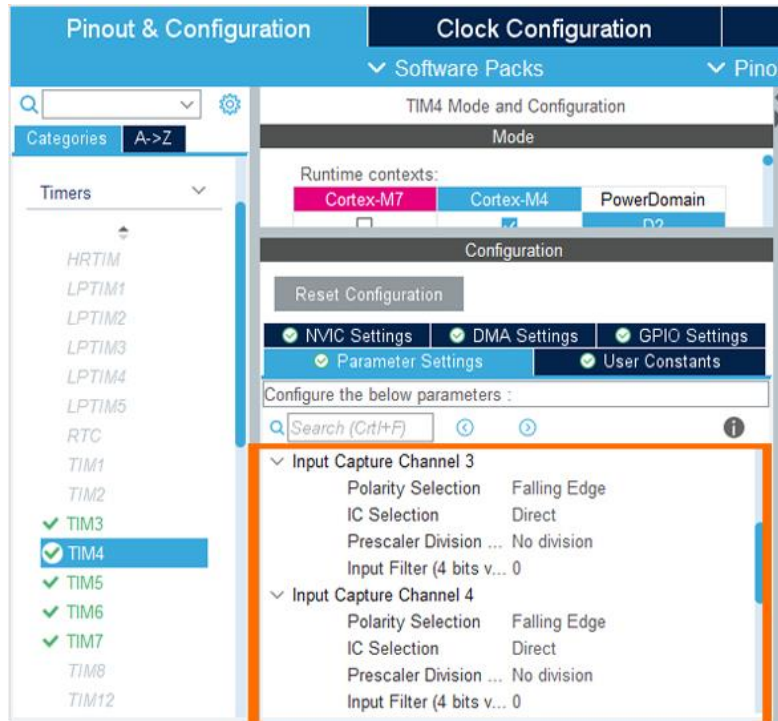 Pinout & Configuration
Clock Configuration
Software Packs
Pino
Categories
A->Z
Timers
HRTIM
LPTIM1
LPTIM2
LPTIM3
LPTIM4
LPTIM5
RTC
TIM1
TIM2
TIM3
TIM4
TIM5
TIM6
TIM7
TIM8
TIM12
TIM4 Mode and Configuration
Mode
Runtime contexts:
Cortex-M7 Cortex-M4 PowerDomain
D2
Configuration
Reset Configuration
NVIC Settings DMA Settings GPIO Settings
Parameter Settings User Constants
Configure the below parameters :
Search (Crtl+F)
Input Capture Channel 3
Polarity Selection Falling Edge
IC Selection Direct
Prescaler Division ... No division
Input Filter (4 bits v... 0
Input Capture Channel 4
Polarity Selection Falling Edge
IC Selection Direct
Prescaler Division ... No division
Input Filter (4 bits v... 0